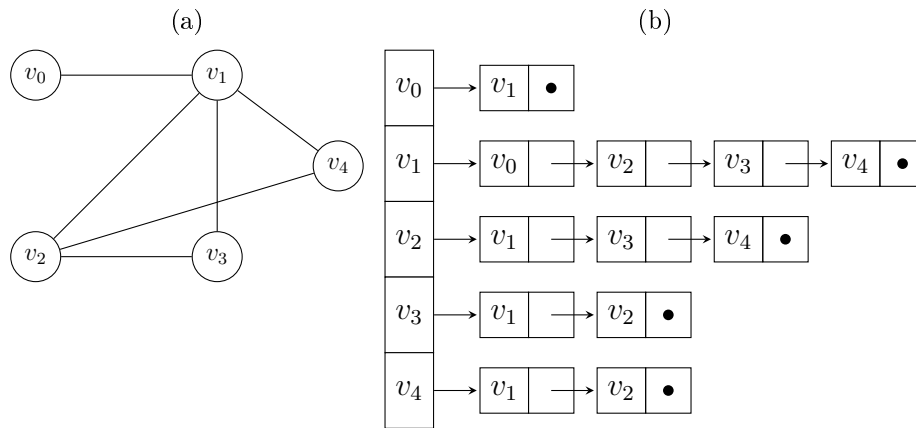 (a)
v₀ v₁
v₄
v₂ v₃
(b)
v₀ v₁
v₁ v₀ v₂ v₃ v₄
v₂ v₁ v₃ v₄
v₃ v₁ v₂
v₄ v₁ v₂